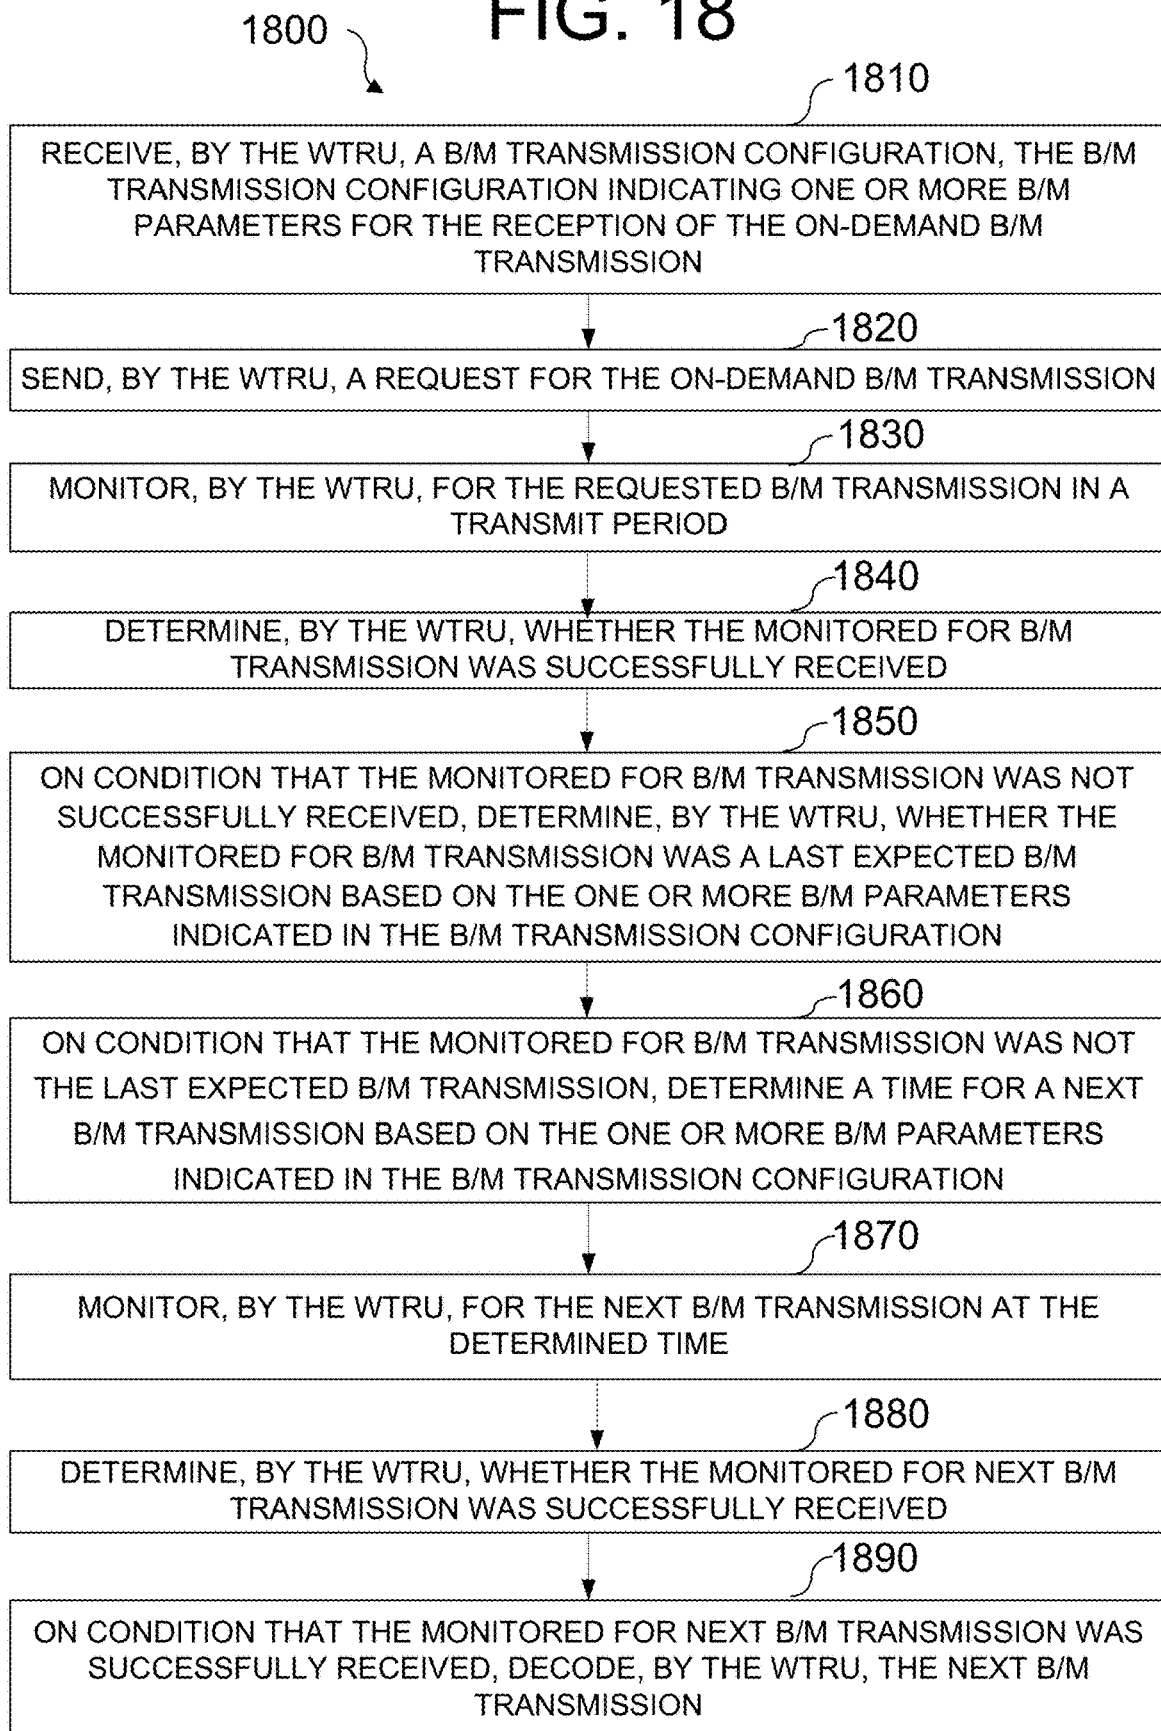 FIG. 18
1800
1810
RECEIVE, BY THE WTRU, A B/M TRANSMISSION CONFIGURATION, THE B/M
TRANSMISSION CONFIGURATION INDICATING ONE OR MORE B/M
PARAMETERS FOR THE RECEPTION OF THE ON-DEMAND B/M
TRANSMISSION
1820
SEND, BY THE WTRU, A REQUEST FOR THE ON-DEMAND B/M TRANSMISSION
1830
MONITOR, BY THE WTRU, FOR THE REQUESTED B/M TRANSMISSION IN A
TRANSMIT PERIOD
1840
DETERMINE, BY THE WTRU, WHETHER THE MONITORED FOR B/M
TRANSMISSION WAS SUCCESSFULLY RECEIVED
1850
ON CONDITION THAT THE MONITORED FOR B/M TRANSMISSION WAS NOT
SUCCESSFULLY RECEIVED, DETERMINE, BY THE WTRU, WHETHER THE
MONITORED FOR B/M TRANSMISSION WAS A LAST EXPECTED B/M
TRANSMISSION BASED ON THE ONE OR MORE B/M PARAMETERS
INDICATED IN THE B/M TRANSMISSION CONFIGURATION
1860
ON CONDITION THAT THE MONITORED FOR B/M TRANSMISSION WAS NOT
THE LAST EXPECTED B/M TRANSMISSION, DETERMINE A TIME FOR A NEXT
B/M TRANSMISSION BASED ON THE ONE OR MORE B/M PARAMETERS
INDICATED IN THE B/M TRANSMISSION CONFIGURATION
1870
MONITOR, BY THE WTRU, FOR THE NEXT B/M TRANSMISSION AT THE
DETERMINED TIME
1880
DETERMINE, BY THE WTRU, WHETHER THE MONITORED FOR NEXT B/M
TRANSMISSION WAS SUCCESSFULLY RECEIVED
1890
ON CONDITION THAT THE MONITORED FOR NEXT B/M TRANSMISSION WAS
SUCCESSFULLY RECEIVED, DECODE, BY THE WTRU, THE NEXT B/M
TRANSMISSION